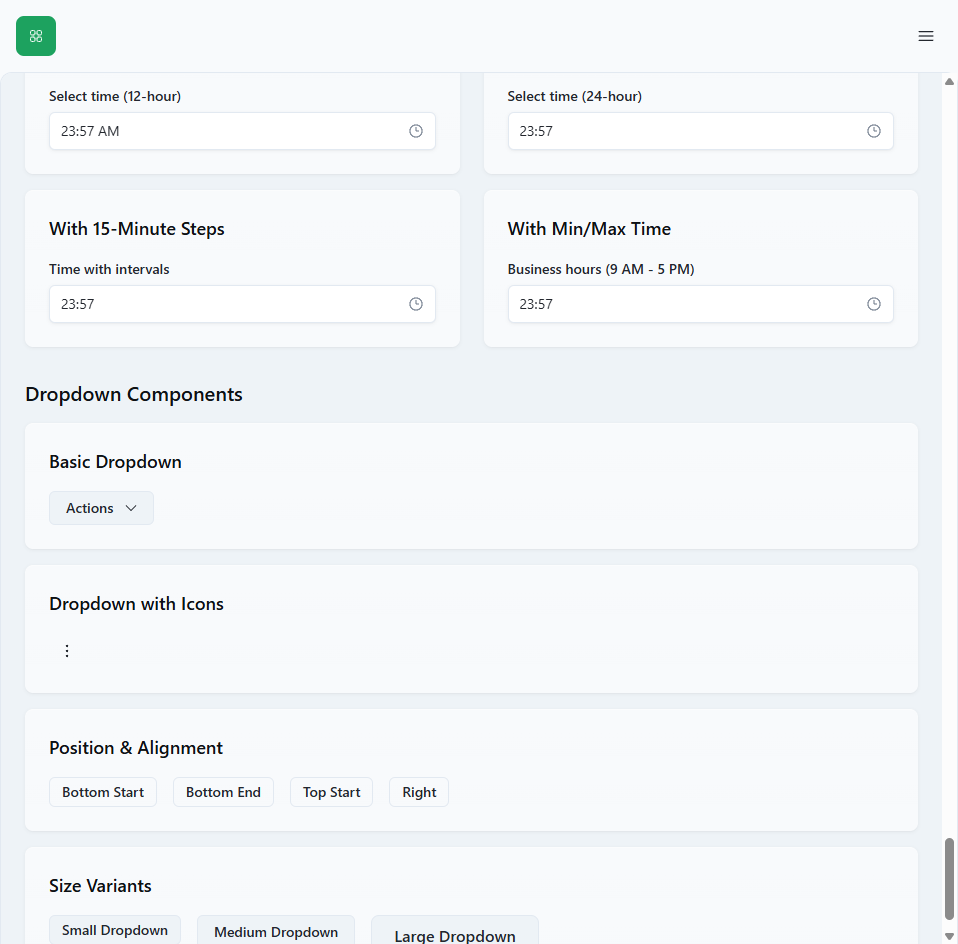 Select time (12-hour)
23:57 AM
Select time (24-hour)
23:57
With 15-Minute Steps
Time with intervals
23:57
With Min/Max Time
Business hours (9 AM - 5 PM)
23:57
Dropdown Components
Basic Dropdown
Actions
Dropdown with Icons
Position & Alignment
Bottom Start
Bottom End
Top Start
Right
Size Variants
Small Dropdown
Medium Dropdown
Large Dropdown